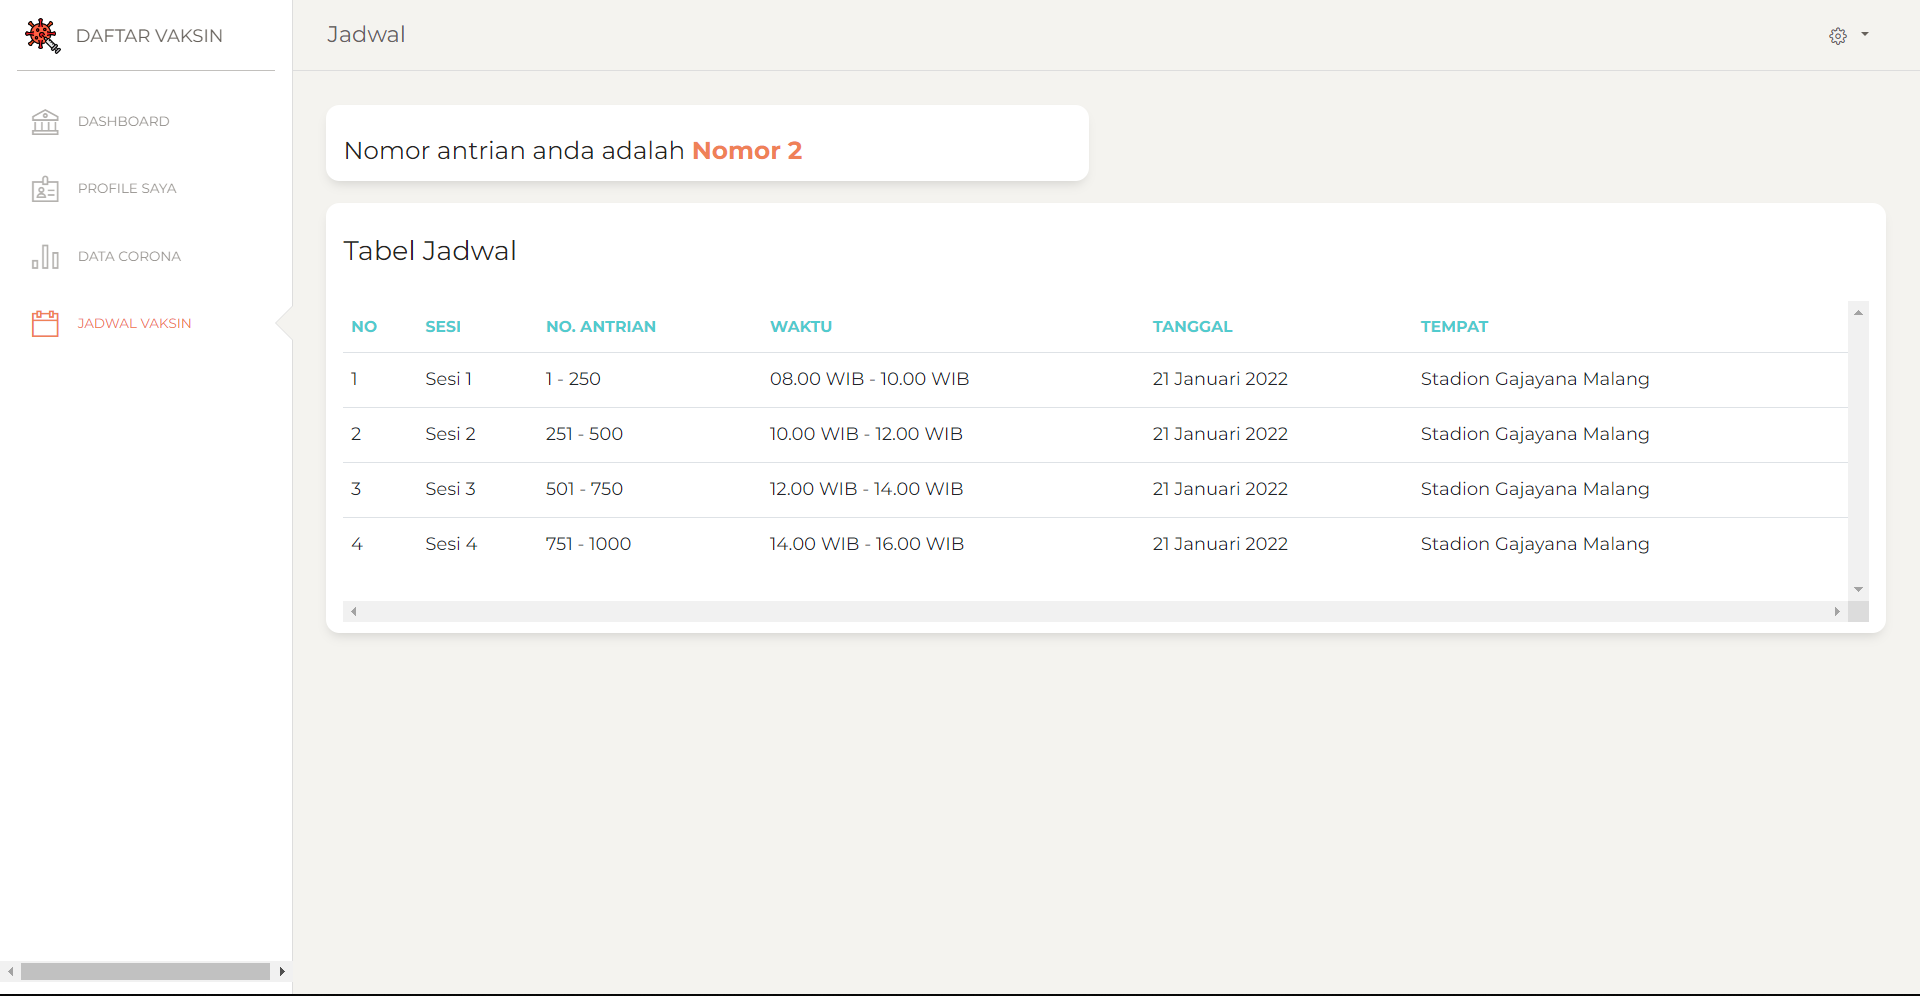 DAFTAR VAKSIN
DASHBOARD
PROFILE SAYA
DATA CORONA
JADWAL VAKSIN
Jadwal
Nomor antrian anda adalah Nomor 2
Tabel Jadwal
NO SESI NO. ANTRIAN WAKTU TANGGAL TEMPAT
1 Sesi 1 1 - 250 08.00 WIB - 10.00 WIB 21 Januari 2022 Stadion Gajayana Malang
2 Sesi 2 251 - 500 10.00 WIB - 12.00 WIB 21 Januari 2022 Stadion Gajayana Malang
3 Sesi 3 501 - 750 12.00 WIB - 14.00 WIB 21 Januari 2022 Stadion Gajayana Malang
4 Sesi 4 751 - 1000 14.00 WIB - 16.00 WIB 21 Januari 2022 Stadion Gajayana Malang